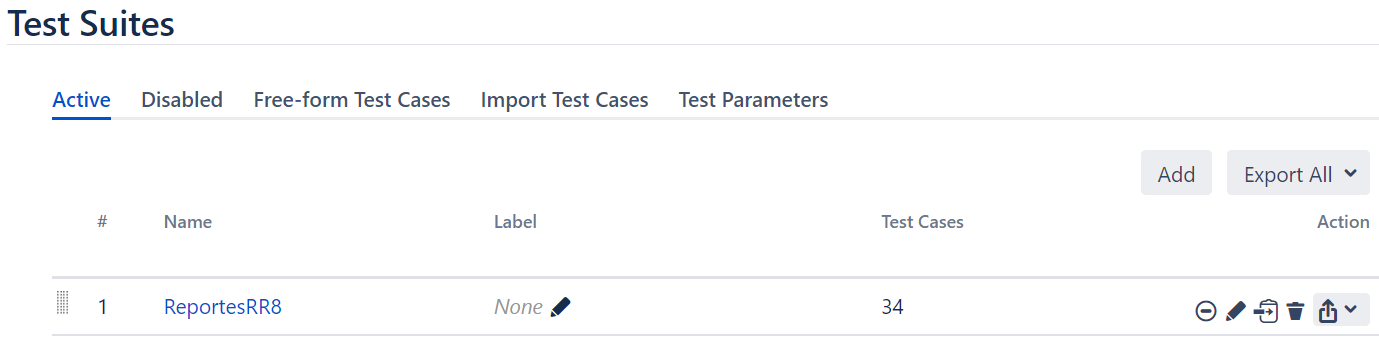 Test Suites
Active Disabled Free-form Test Cases Import Test Cases Test Parameters
Add Export All
# Name Label Test Cases Action
1 ReportesRR8 None 34